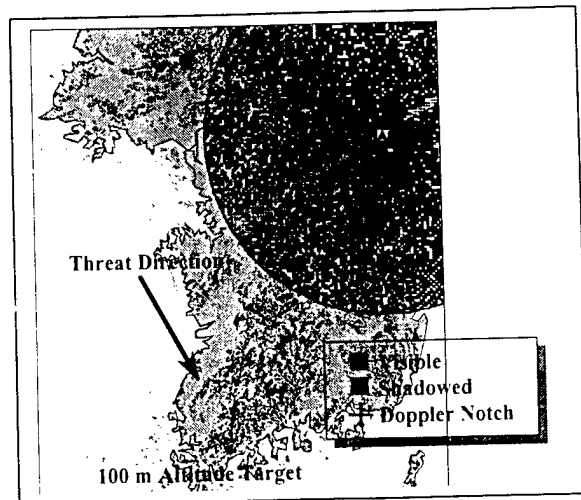 Threat Direction
Visible
Shadowed
Doppler Notch
100 m Altitude Target